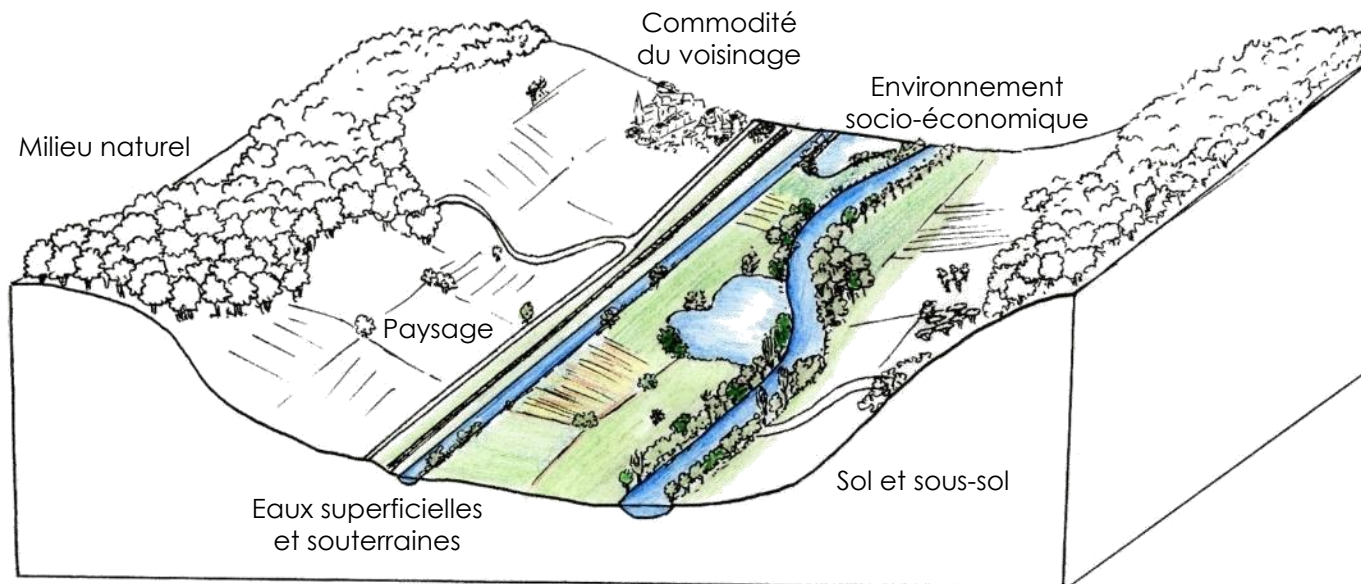 Commodité
du voisinage
Environnement
socio-économique
Milieu naturel
Paysage
Sol et sous-sol
Eaux superficielles
et souterraines